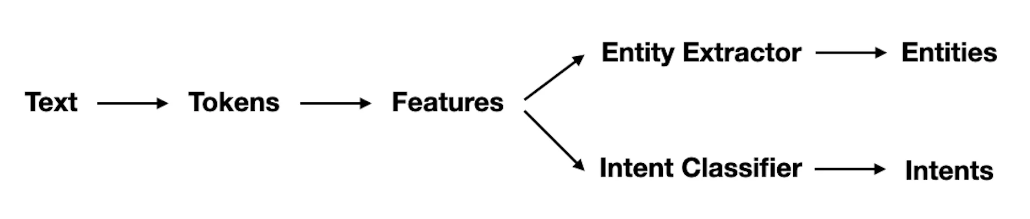 Text
Tokens
Features
Entity Extractor
Entities
Intent Classifier
Intents